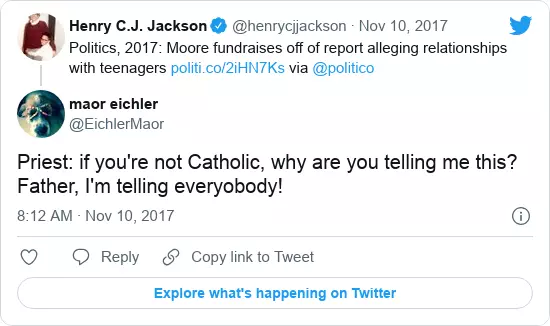 Henry C.J. Jackson @henrycjjackson · Nov 10, 2017
Politics, 2017: Moore fundraises off of report alleging relationships
with teenagers politi.co/2iHN7Ks via @politico
maor eichler
@EichlerMaor
Priest: if you're not Catholic, why are you telling me this?
Father, I'm telling everyobody!
8:12 AM · Nov 10, 2017
Reply Copy link to Tweet
Explore what's happening on Twitter